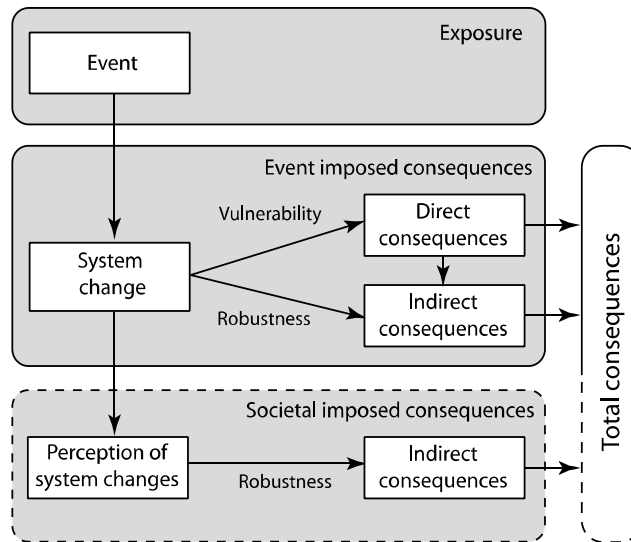 Exposure
Event
Event imposed consequences
Vulnerability
Direct
consequences
System
change
Robustness
Indirect
consequences
Total consequences
Societal imposed consequences
Perception of
system changes
Robustness
Indirect
consequences